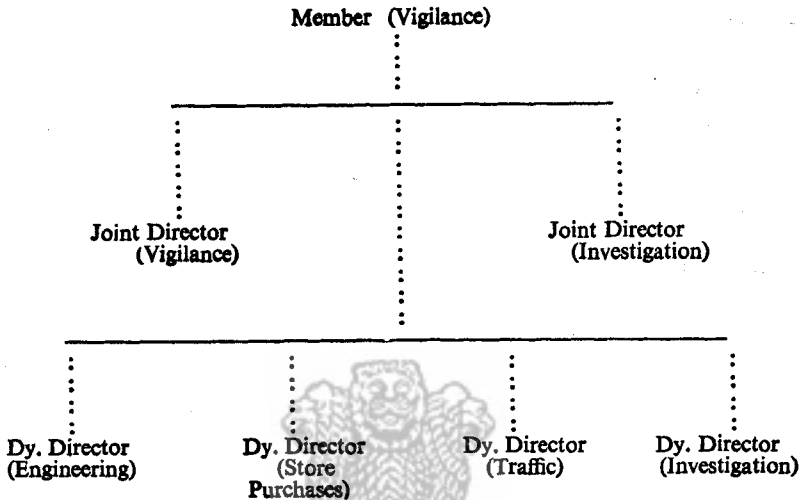 Member (Vigilance)
Joint Director
(Vigilance)
Joint Director
(Investigation)
Dy. Director
(Engineering)
Dy. Director
(Store
Purchases)
Dy. Director
(Traffic)
Dy. Director
(Investigation)